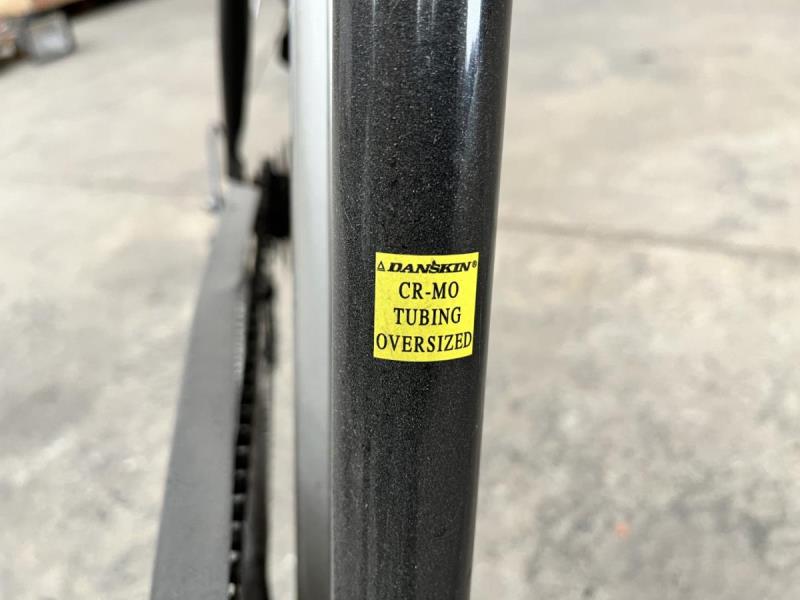 DANSKIN®
CR-MO
TUBING
OVERSIZED